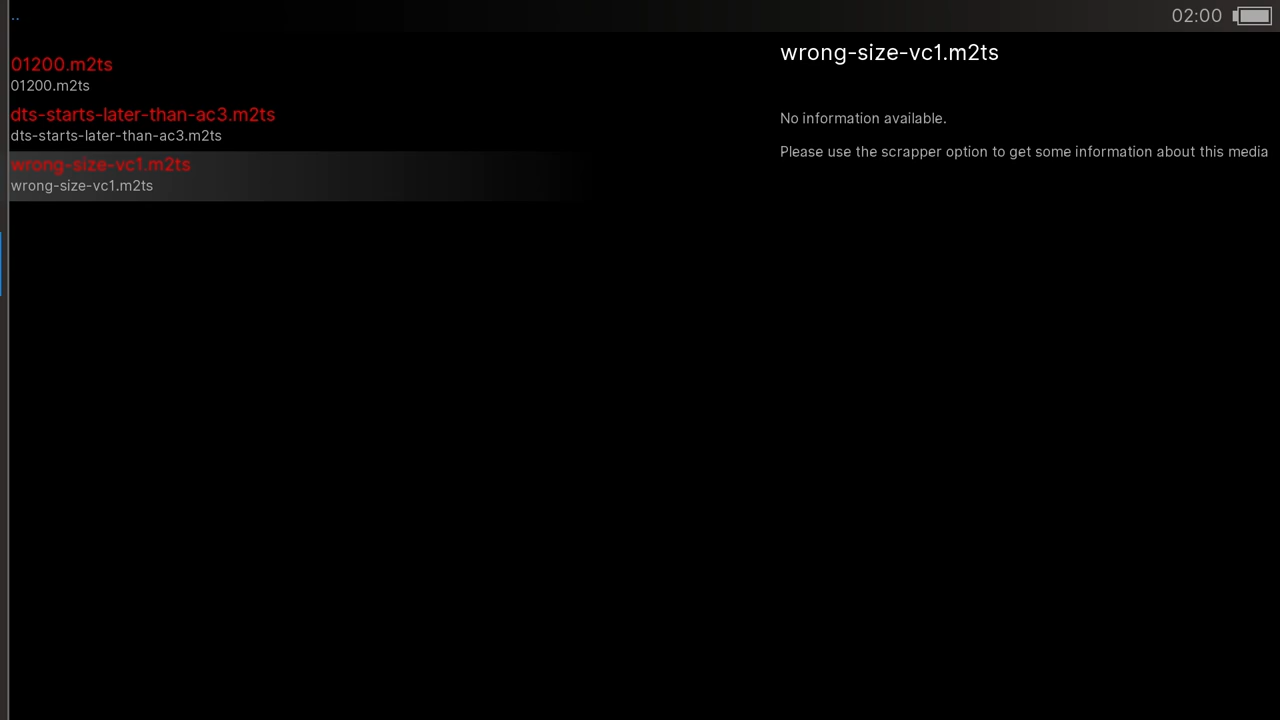 ..
02:00
01200.m2ts
01200.m2ts
dts-starts-later-than-ac3.m2ts
dts-starts-later-than-ac3.m2ts
wrong-size-vc1.m2ts
wrong-size-vc1.m2ts
wrong-size-vc1.m2ts
No information available.
Please use the scrapper option to get some information about this media